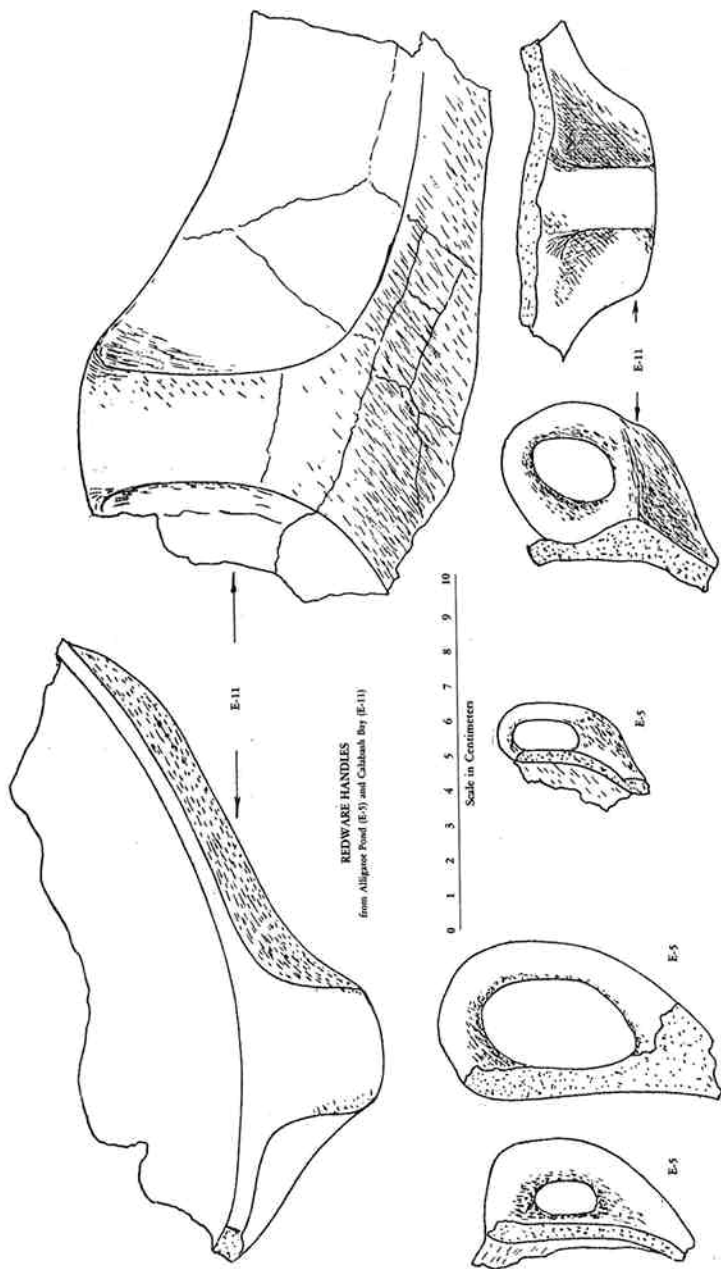 E-11
REDWARE HANDLES
from Alligator Pond (E-5) and Calabash Bay (E-11)
0 1 2 3 4 5 6 7 8 9 10
Scale in Centimeters
E-5
E-5
E-5
E-11